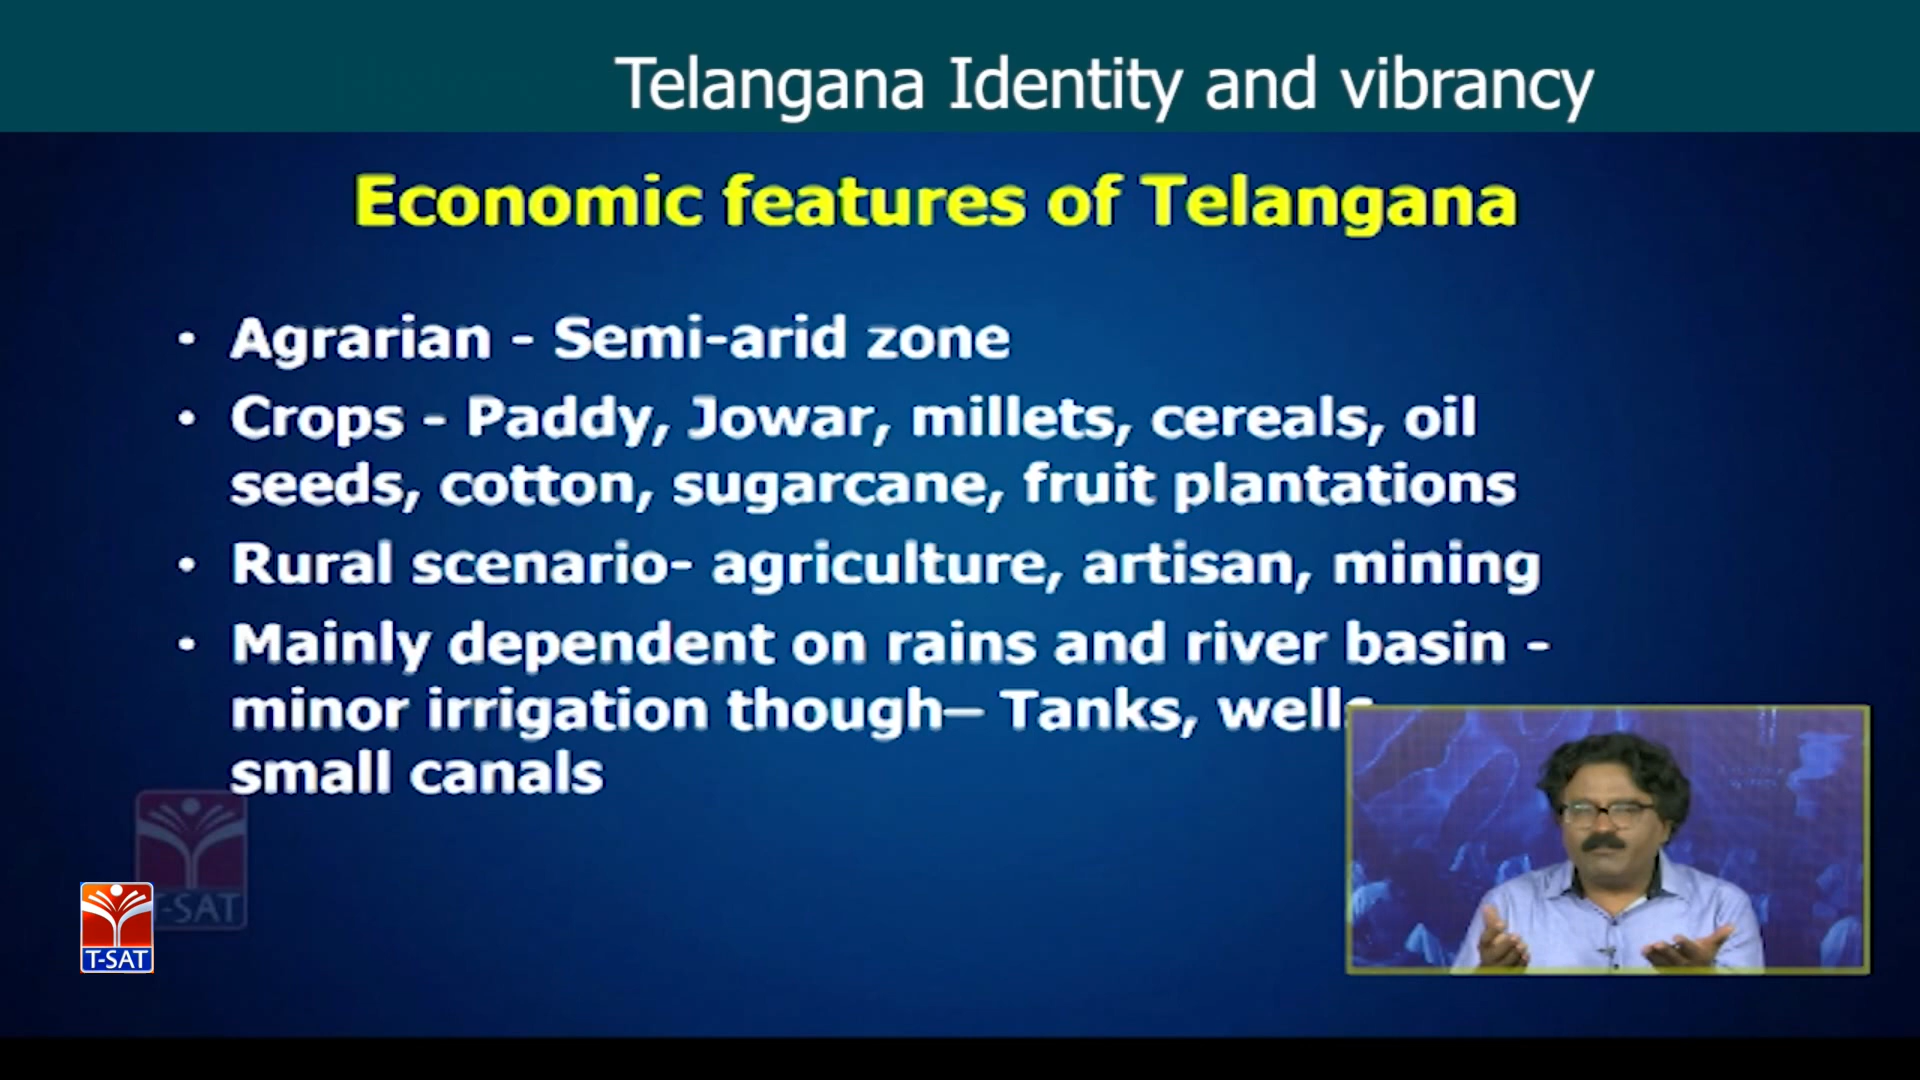 Telangana Identity and vibrancy
Economic features of Telangana
• Agrarian - Semi-arid zone
• Crops - Paddy, Jowar, millets, cereals, oil
seeds, cotton, sugarcane, fruit plantations
• Rural scenario- agriculture, artisan, mining
• Mainly dependent on rains and river basin -
minor irrigation though– Tanks, wells
small canals
T-SAT
T-SAT